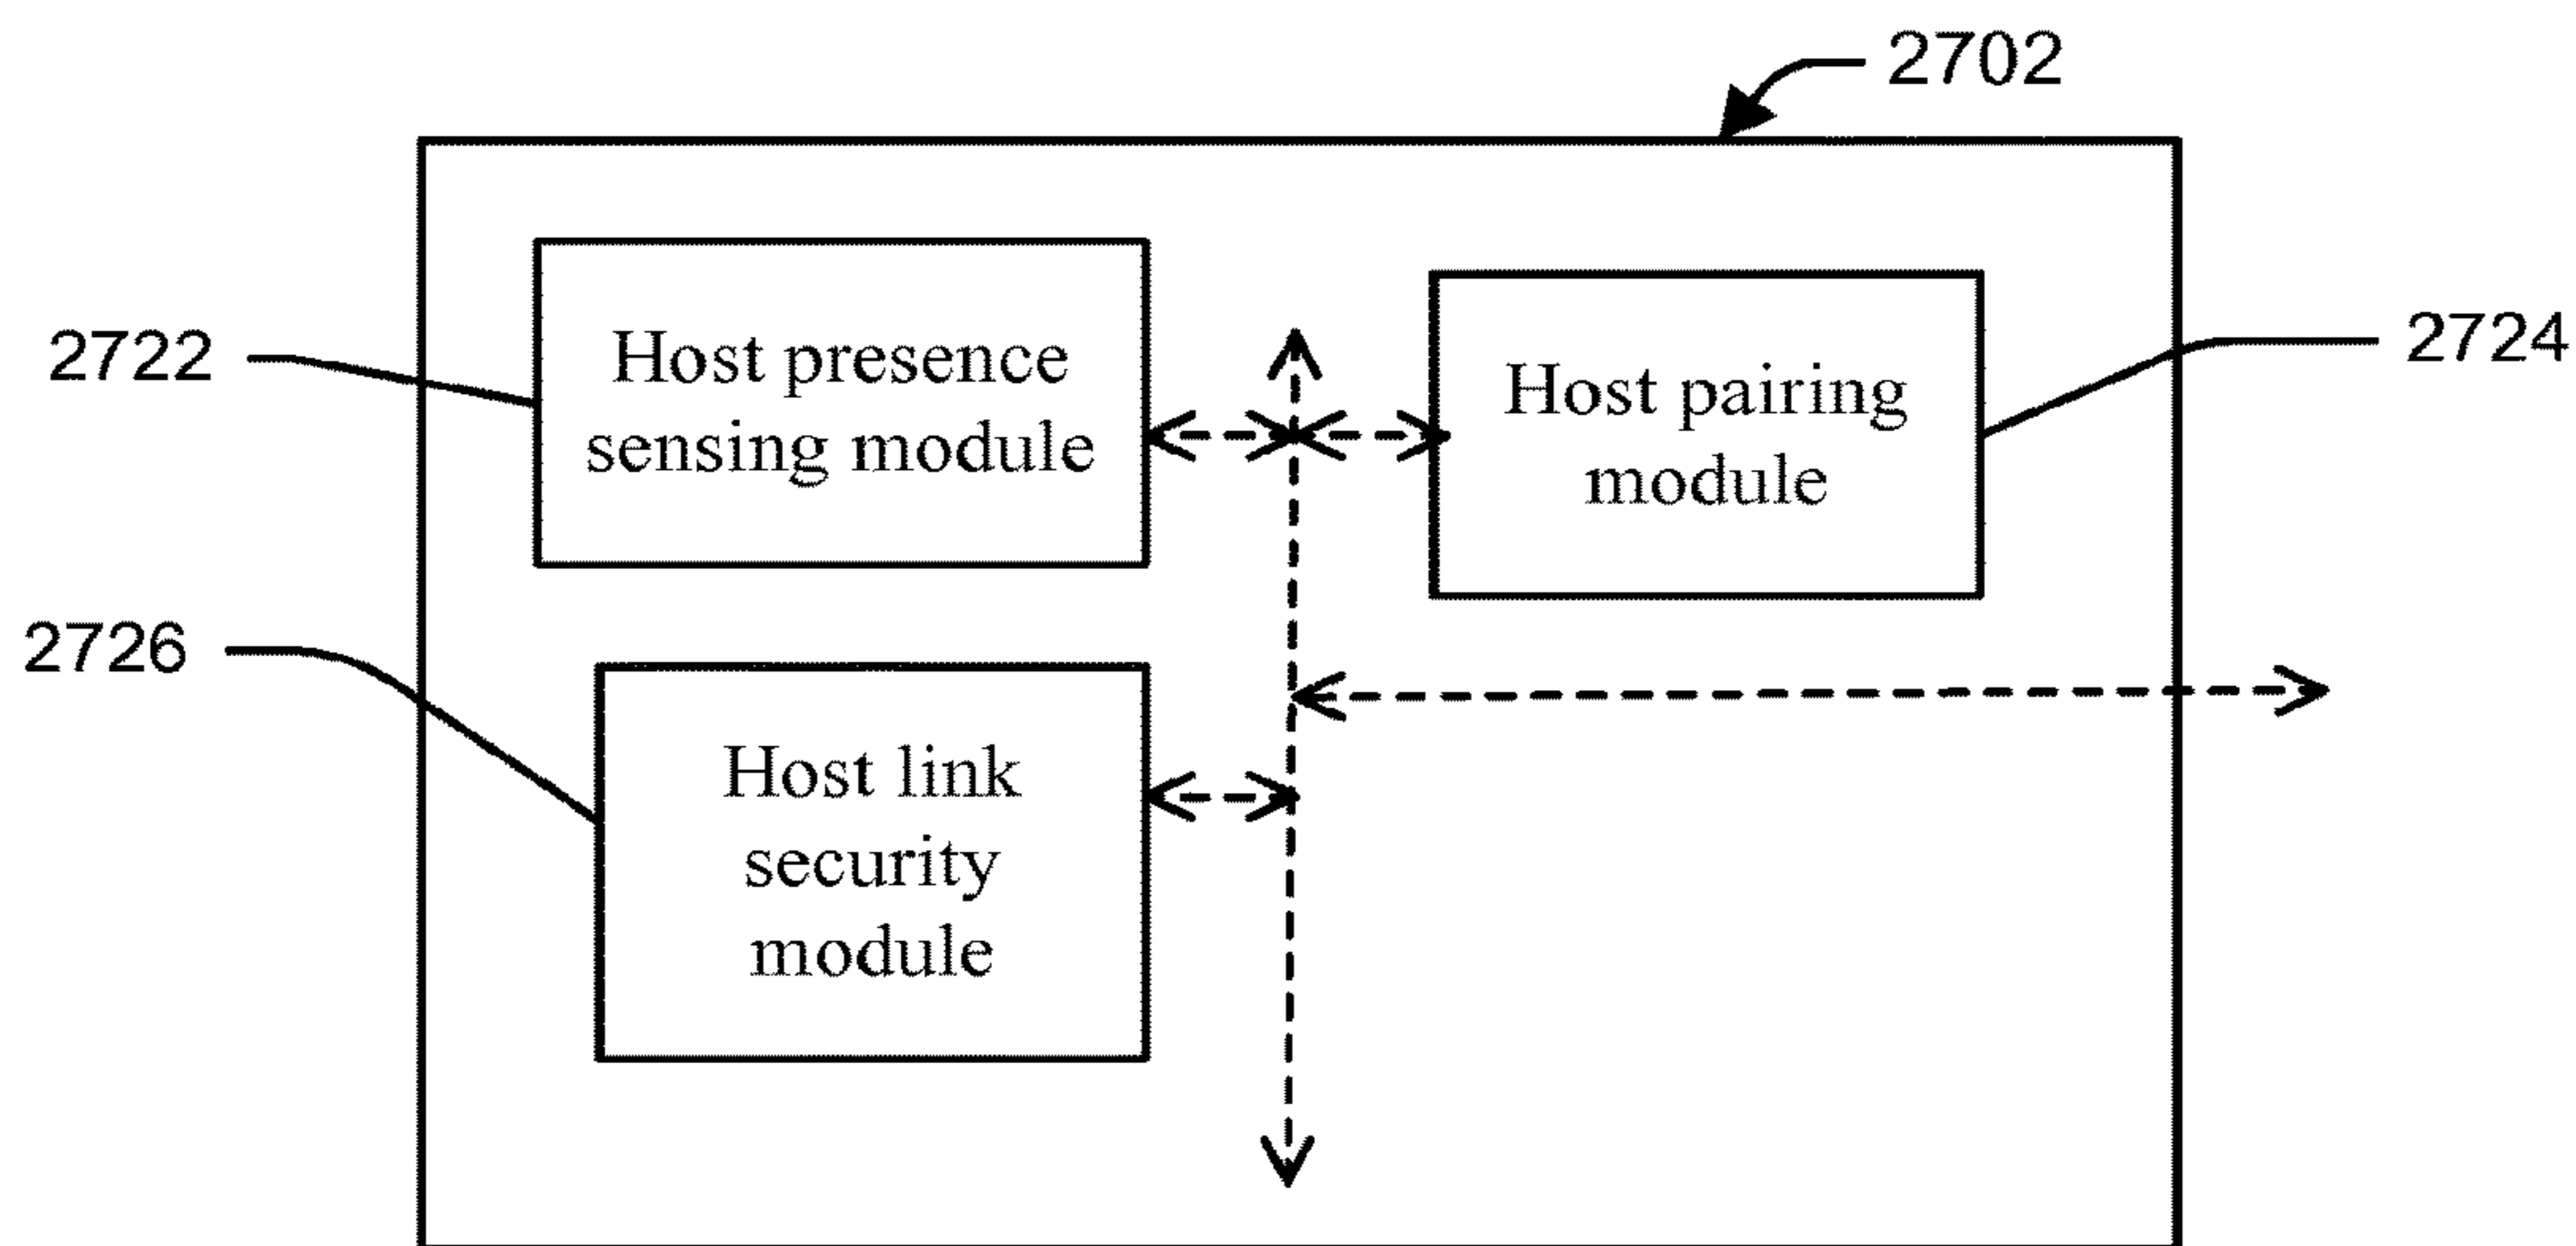 2702
2722
Host presence
sensing module
Host pairing
module
2724
2726
Host link
security
module